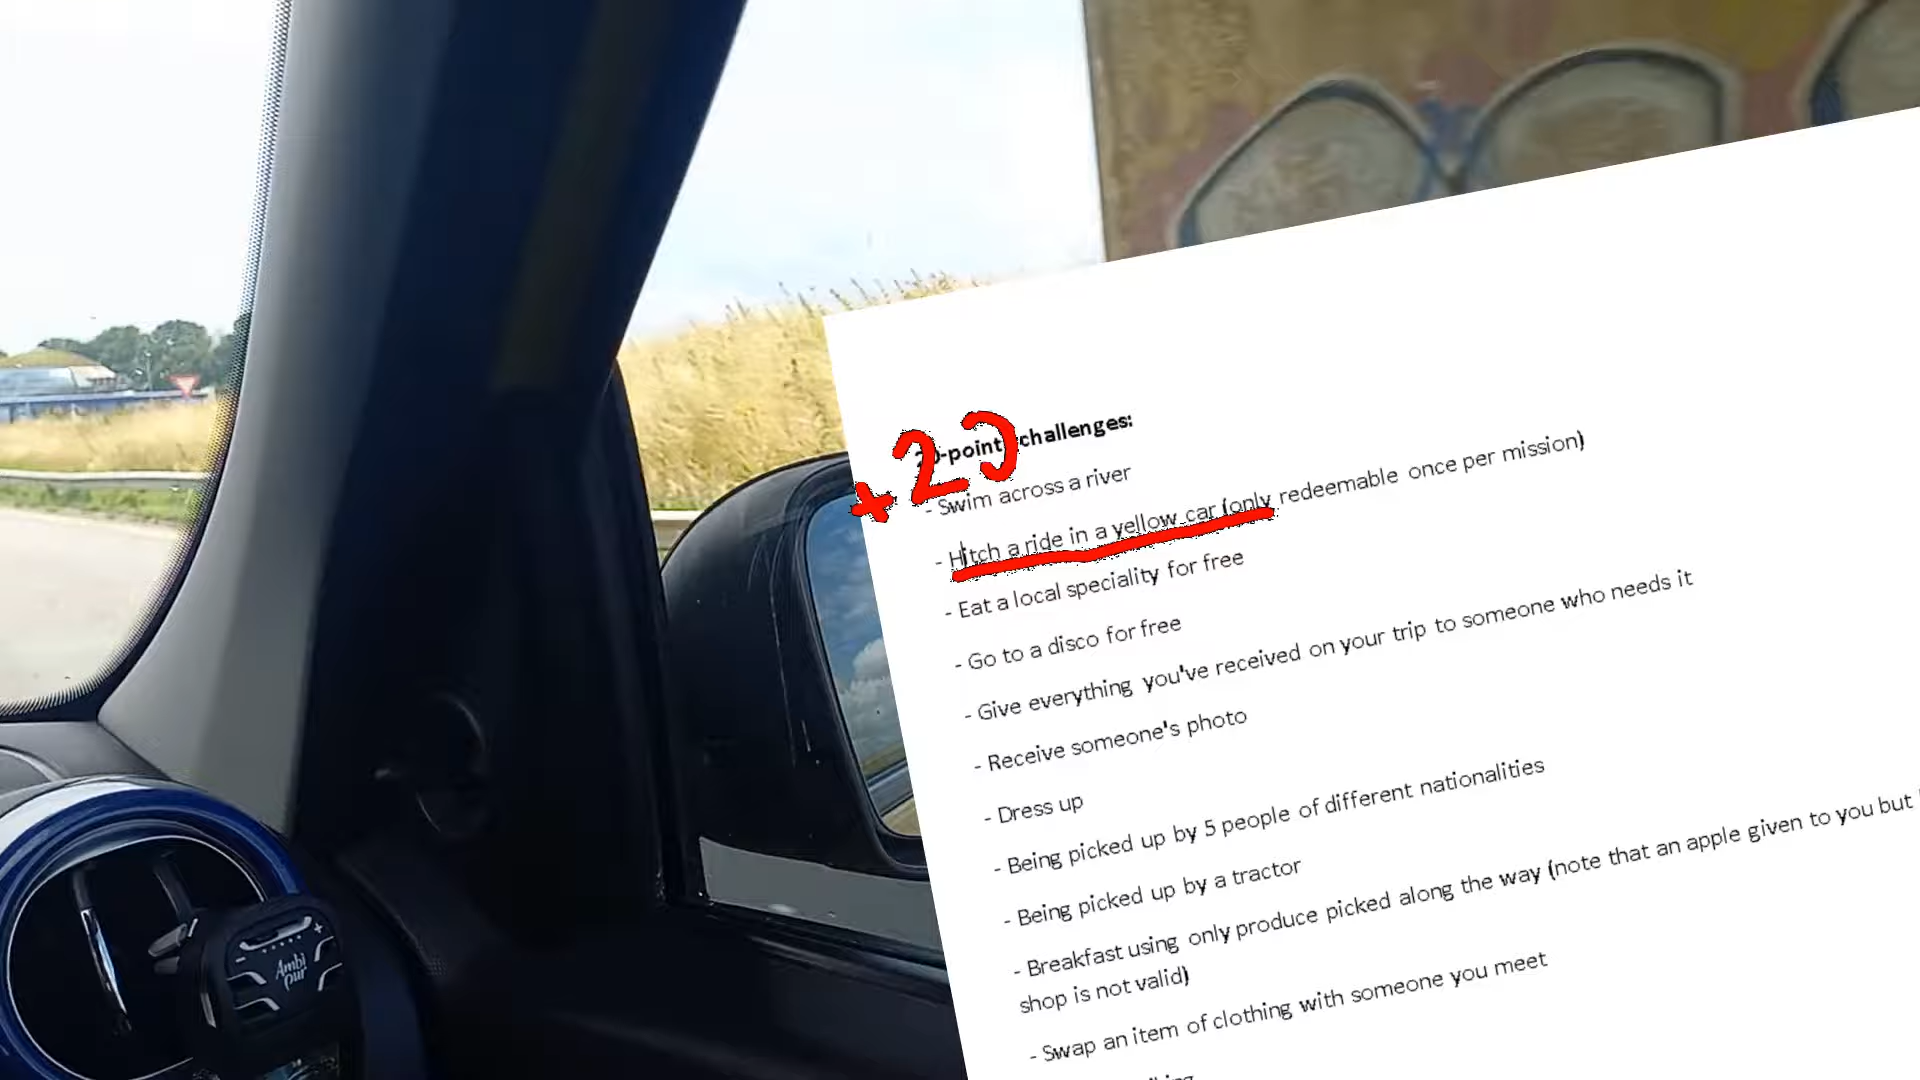 20-point challenges:
+20
- Swim across a river
- Hitch a ride in a yellow car (only redeemable once per mission)
- Eat a local speciality for free
- Go to a disco for free
- Give everything you've received on your trip to someone who needs it
- Receive someone's photo
- Dress up
- Being picked up by 5 people of different nationalities
- Being picked up by a tractor
- Breakfast using only produce picked along the way (note that an apple given to you but
shop is not valid)
- Swap an item of clothing with someone you meet
Ambi
pur